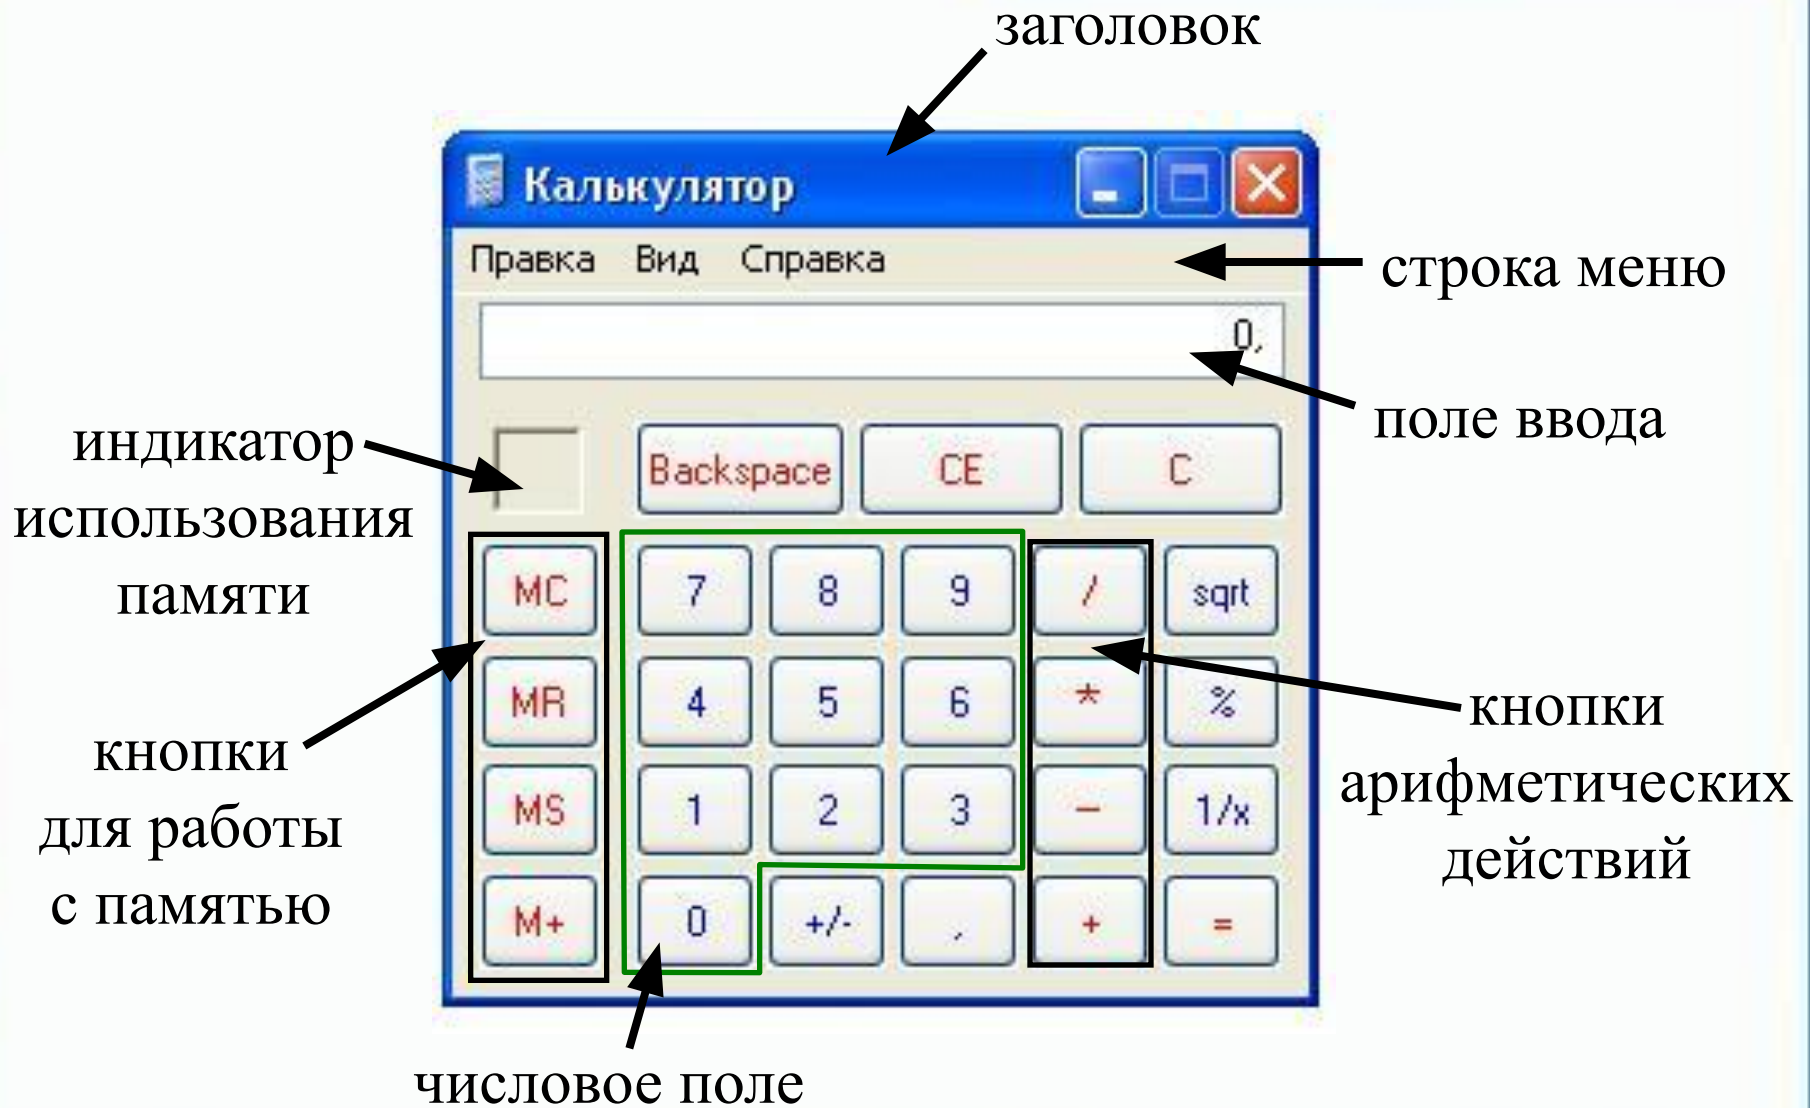 заголовок
Калькулятор
Правка Вид Справка
строка меню
0,
поле ввода
индикатор
использования
памяти
Backspace CE C
MC 7 8 9 / sqrt
MR 4 5 6 * %
MS 1 2 3 - 1/x
M+ 0 +/- , + =
кнопки
для работы
с памятью
кнопки
арифметических
действий
числовое поле